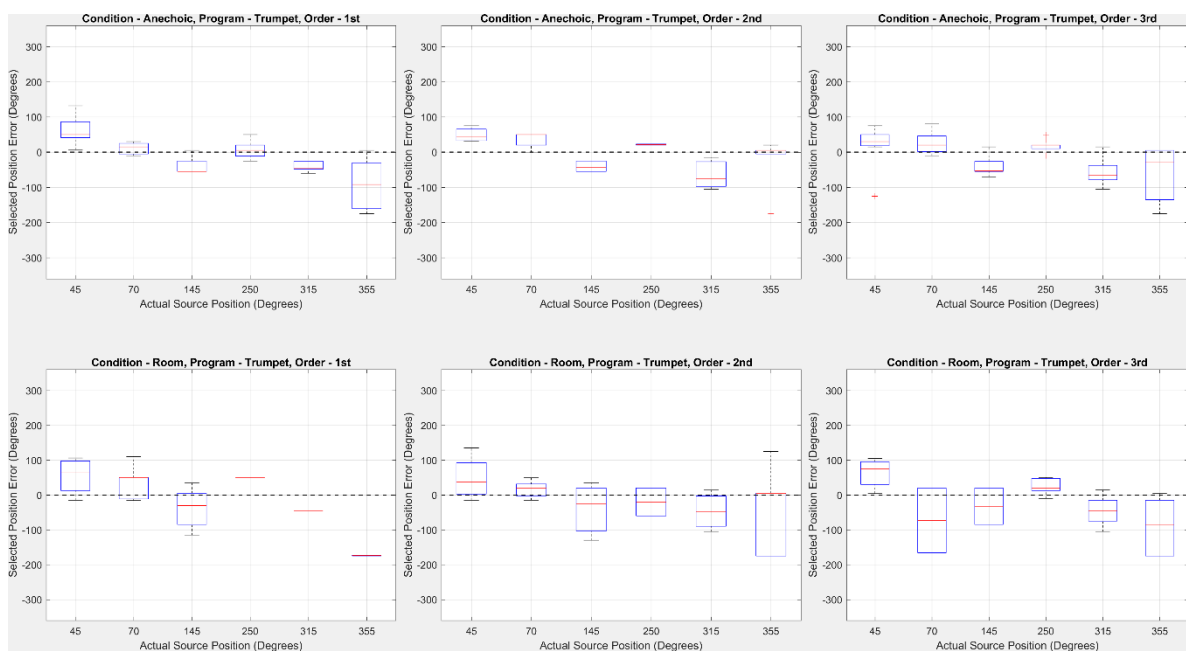 Condition - Anechoic, Program - Trumpet, Order - 1st
Selected Position Error (Degrees)
300
200
100
0
-100
-200
-300
45 70 145 250 315 355
Actual Source Position (Degrees)
Condition - Anechoic, Program - Trumpet, Order - 2nd
Selected Position Error (Degrees)
300
200
100
0
-100
-200
-300
45 70 145 250 315 355
Actual Source Position (Degrees)
Condition - Anechoic, Program - Trumpet, Order - 3rd
Selected Position Error (Degrees)
300
200
100
0
-100
-200
-300
45 70 145 250 315 355
Actual Source Position (Degrees)
Condition - Room, Program - Trumpet, Order - 1st
Selected Position Error (Degrees)
300
200
100
0
-100
-200
-300
45 70 145 250 315 355
Actual Source Position (Degrees)
Condition - Room, Program - Trumpet, Order - 2nd
Selected Position Error (Degrees)
300
200
100
0
-100
-200
-300
45 70 145 250 315 355
Actual Source Position (Degrees)
Condition - Room, Program - Trumpet, Order - 3rd
Selected Position Error (Degrees)
300
200
100
0
-100
-200
-300
45 70 145 250 315 355
Actual Source Position (Degrees)